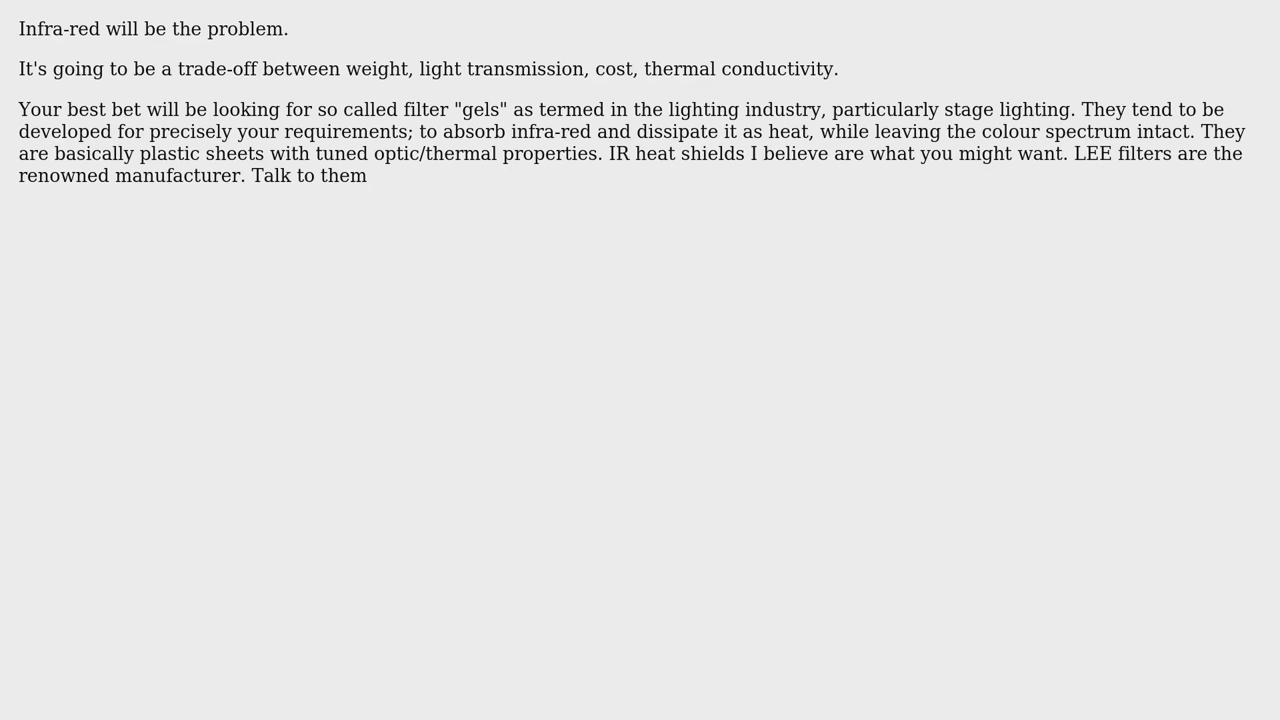 Infra-red will be the problem.
It's going to be a trade-off between weight, light transmission, cost, thermal conductivity.
Your best bet will be looking for so called filter "gels" as termed in the lighting industry, particularly stage lighting. They tend to be
developed for precisely your requirements; to absorb infra-red and dissipate it as heat, while leaving the colour spectrum intact. They
are basically plastic sheets with tuned optic/thermal properties. IR heat shields I believe are what you might want. LEE filters are the
renowned manufacturer. Talk to them